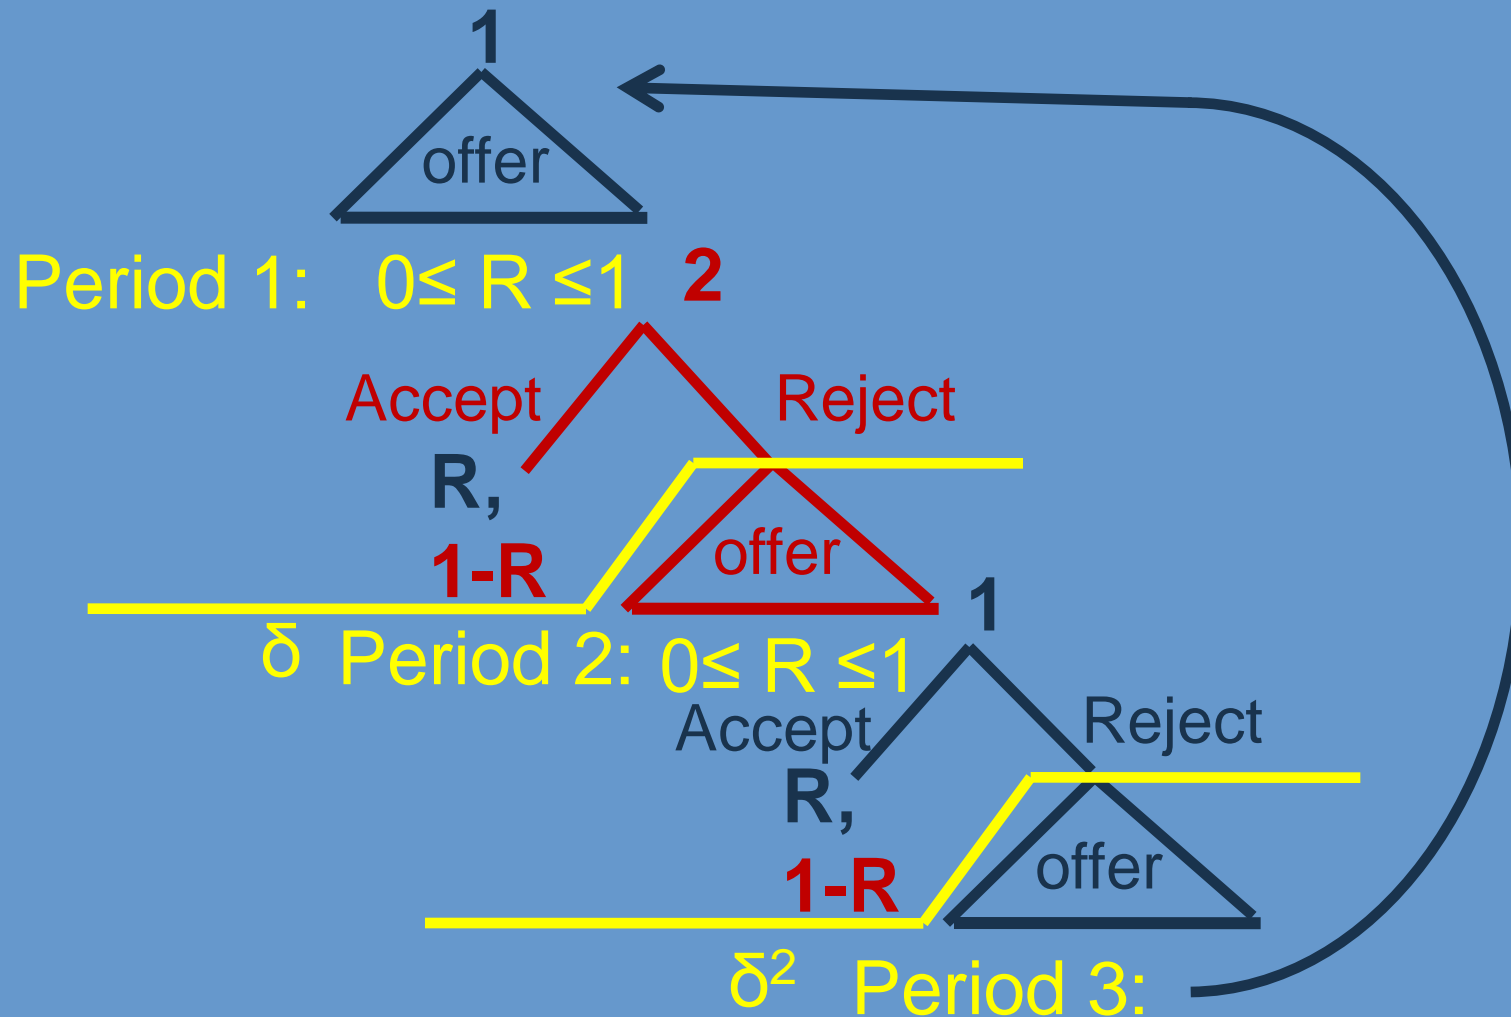 1
offer
Period 1: 0≤ R ≤1 2
Accept Reject
R,
1-R offer
1
δ Period 2: 0≤ R ≤1
Accept Reject
R,
1-R offer
δ² Period 3: